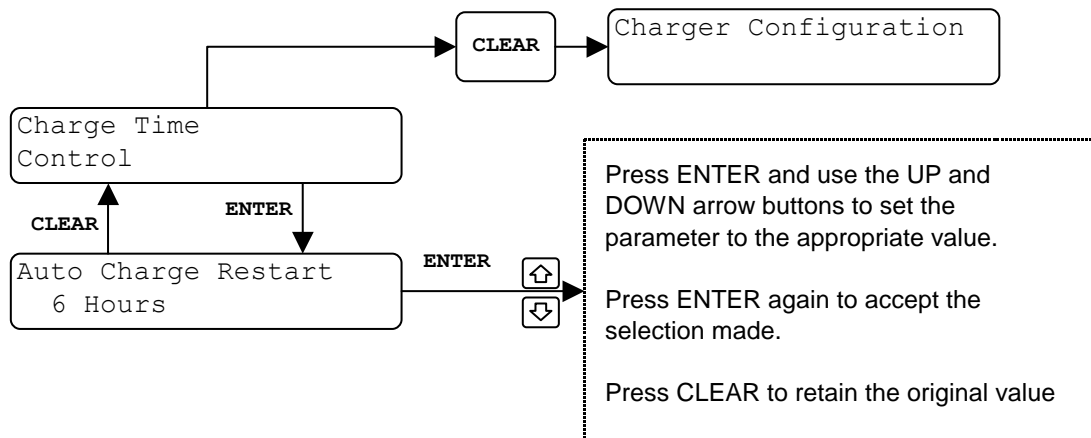 CLEAR
Charger Configuration
Charge Time
Control
CLEAR
ENTER
Auto Charge Restart
6 Hours
ENTER
Press ENTER and use the UP and
DOWN arrow buttons to set the
parameter to the appropriate value.
Press ENTER again to accept the
selection made.
Press CLEAR to retain the original value